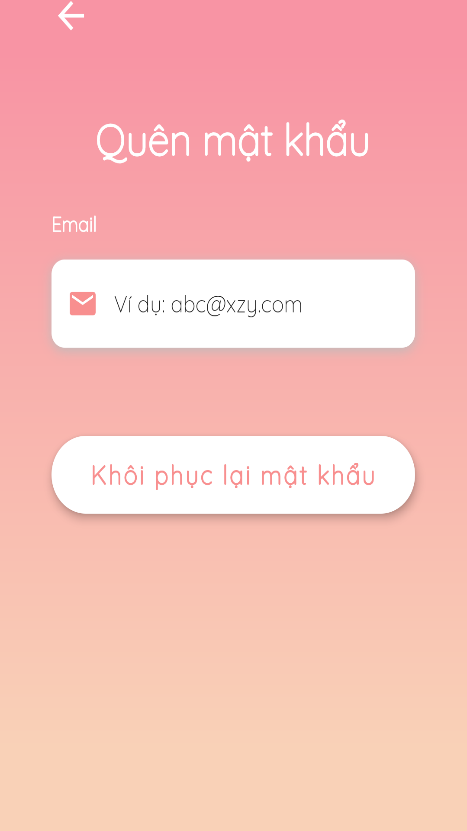 Quên mật khẩu
Email
Ví dụ: abc@xzy.com
Khôi phục lại mật khẩu